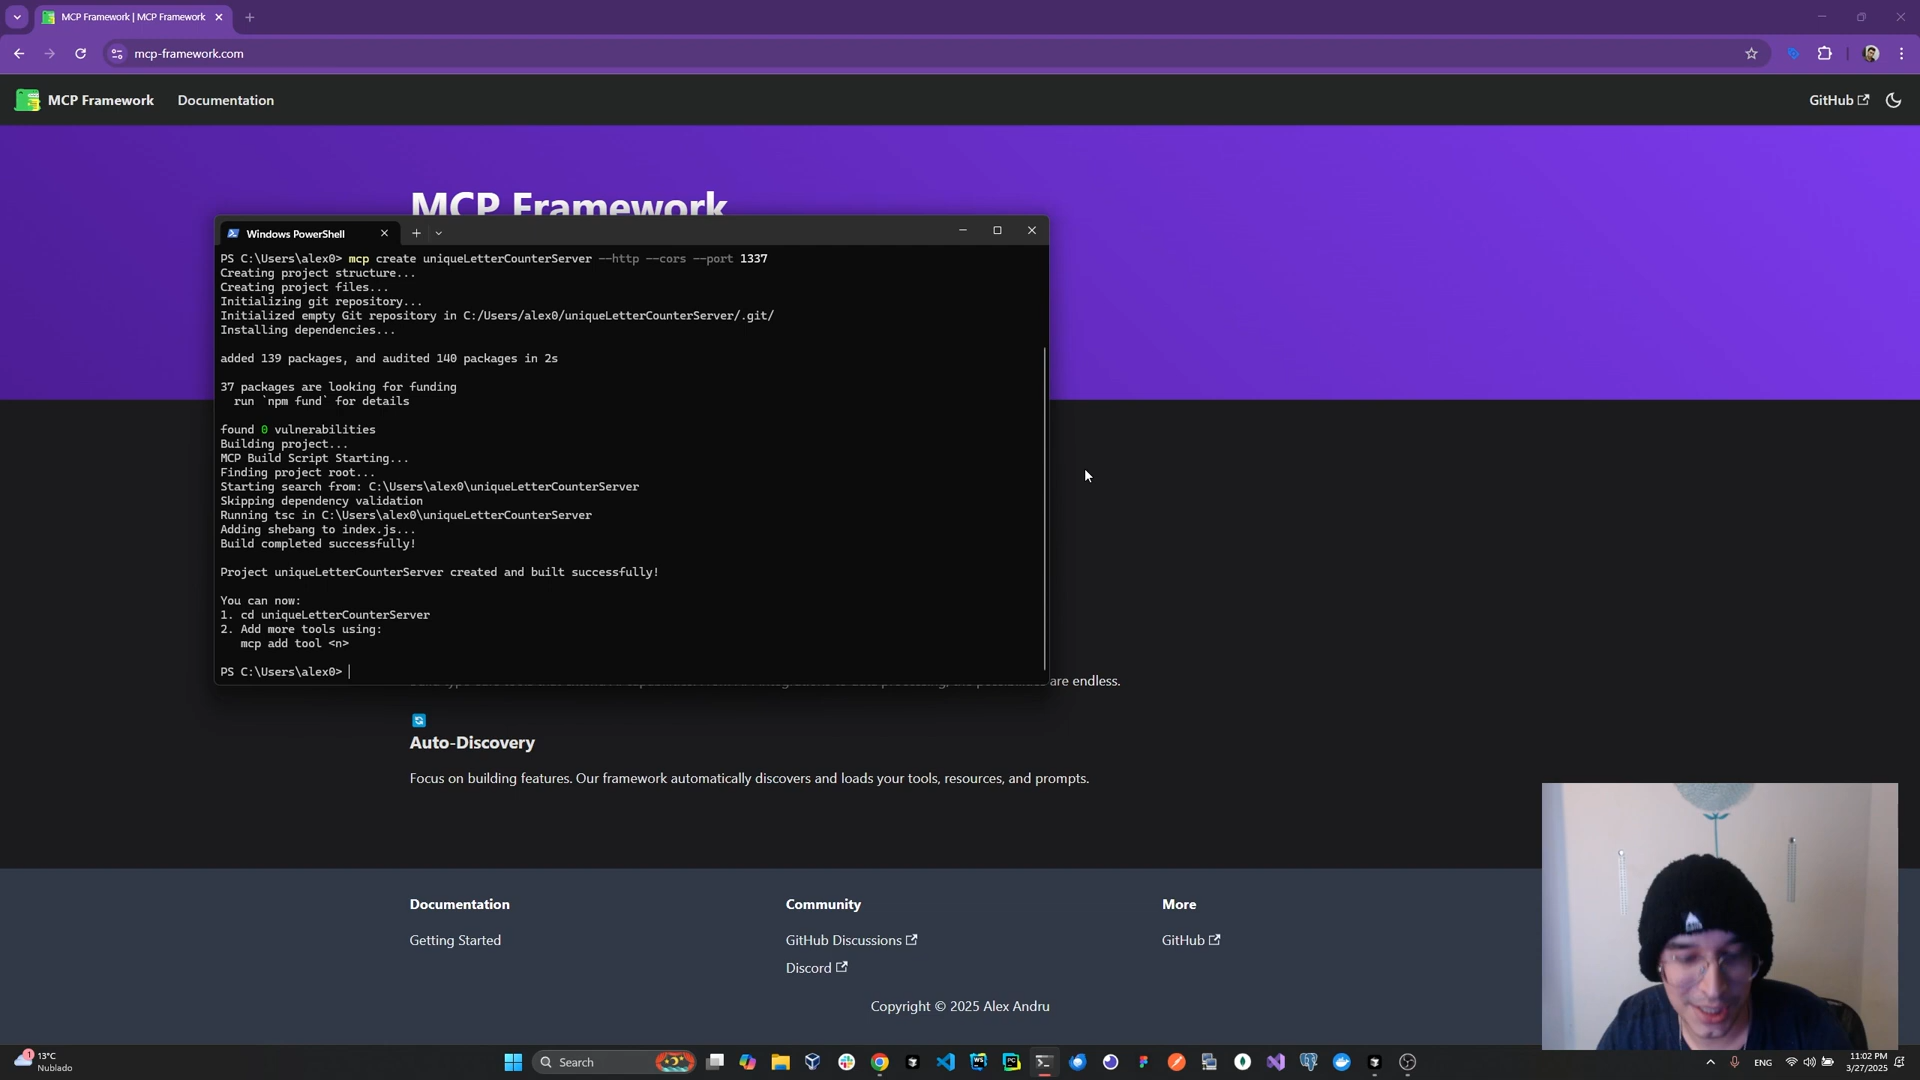 MCP Framework | MCP Framework
mcp-framework.com
MCP Framework
Documentation
GitHub
MCP Framework
Windows PowerShell
PS C:\Users\alex0> mcp create uniqueLetterCounterServer --http --cors --port 1337
Creating project structure...
Creating project files...
Initializing git repository...
Initialized empty Git repository in C:/Users/alex0/uniqueLetterCounterServer/.git/
Installing dependencies...
added 139 packages, and audited 140 packages in 2s
37 packages are looking for funding
run `npm fund` for details
found 0 vulnerabilities
Building project...
MCP Build Script Starting...
Finding project root...
Starting search from: C:\Users\alex0\uniqueLetterCounterServer
Skipping dependency validation
Running tsc in C:\Users\alex0\uniqueLetterCounterServer
Adding shebang to index.js...
Build completed successfully!
Project uniqueLetterCounterServer created and built successfully!
You can now:
1. cd uniqueLetterCounterServer
2. Add more tools using:
mcp add tool <n>
PS C:\Users\alex0>
are endless.
Auto-Discovery
Focus on building features. Our framework automatically discovers and loads your tools, resources, and prompts.
Documentation
Community
More
Getting Started
GitHub Discussions
GitHub
Discord
Copyright © 2025 Alex Andru
1
13°C
Nublado
Search
ENG
11:02 PM
3/27/2025